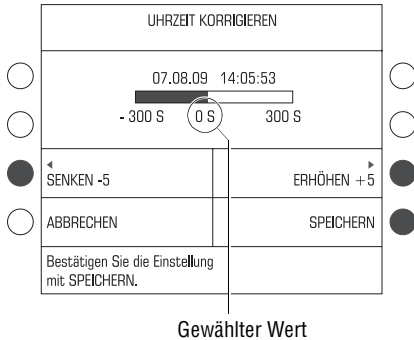 UHRZEIT KORRIGIEREN
07.08.09 14:05:53
- 300 S 0 S 300 S
SENKEN -5 ERHÖHEN +5
ABBRECHEN SPEICHERN
Bestätigen Sie die Einstellung
mit SPEICHERN.
Gewählter Wert